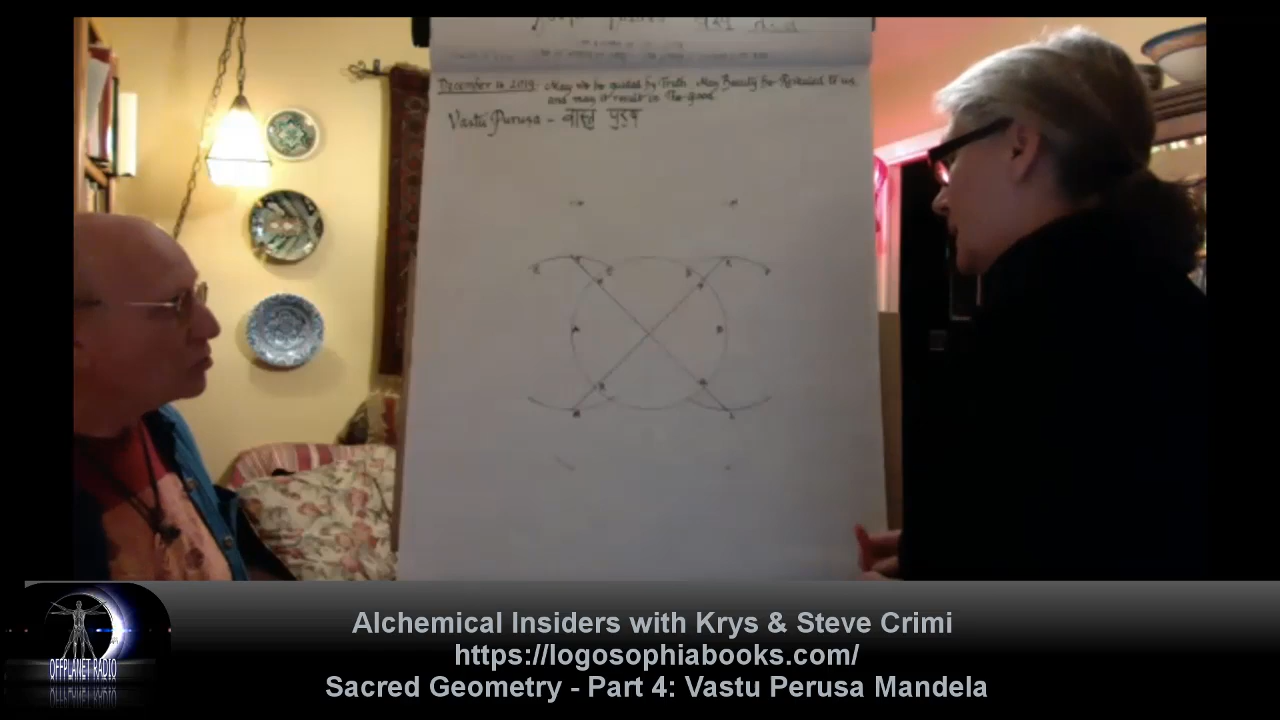 December 16 2019. May we be guided by Truth. May Beauty be Revealed to us,
and may it result in The Good.
Vastu Puruṣa - वास्तु पुरुष
A
B
OFFPLANET RADIO
Alchemical Insiders with Krys & Steve Crimi
https://logosophiabooks.com/
Sacred Geometry - Part 4: Vastu Perusa Mandela